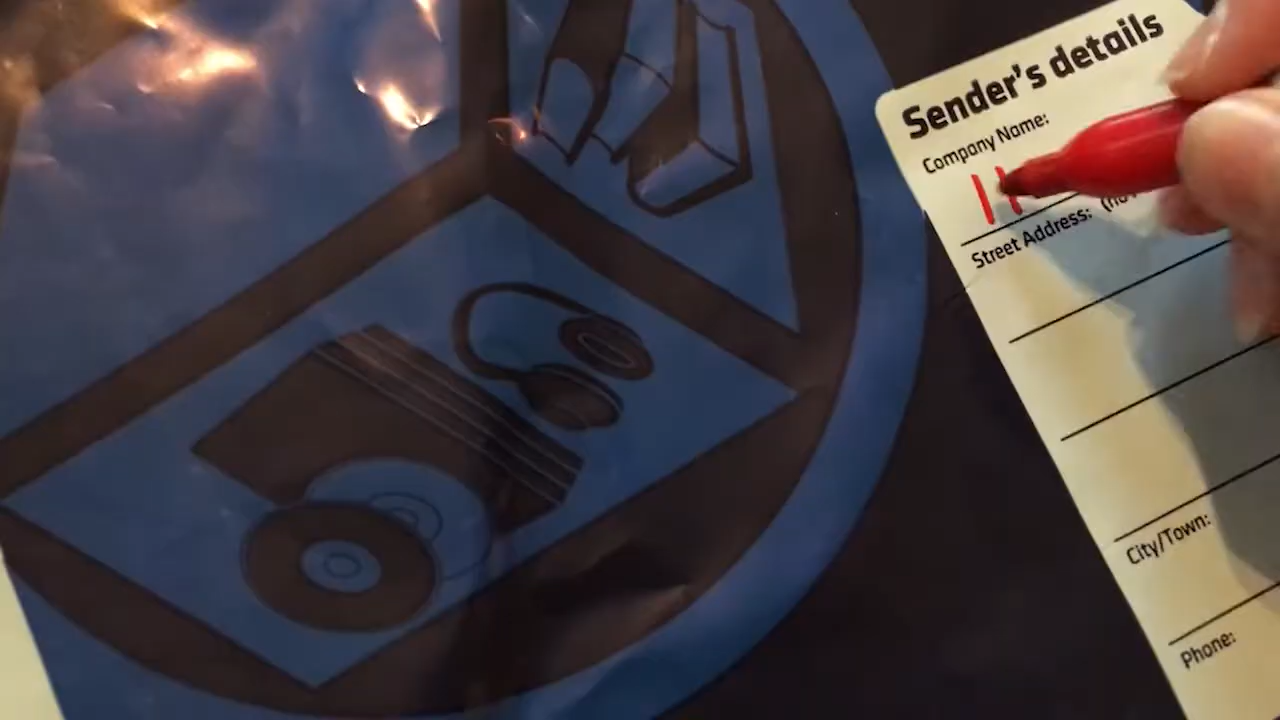 Sender's details
Company Name:
Street Address:
City/Town:
Phone: